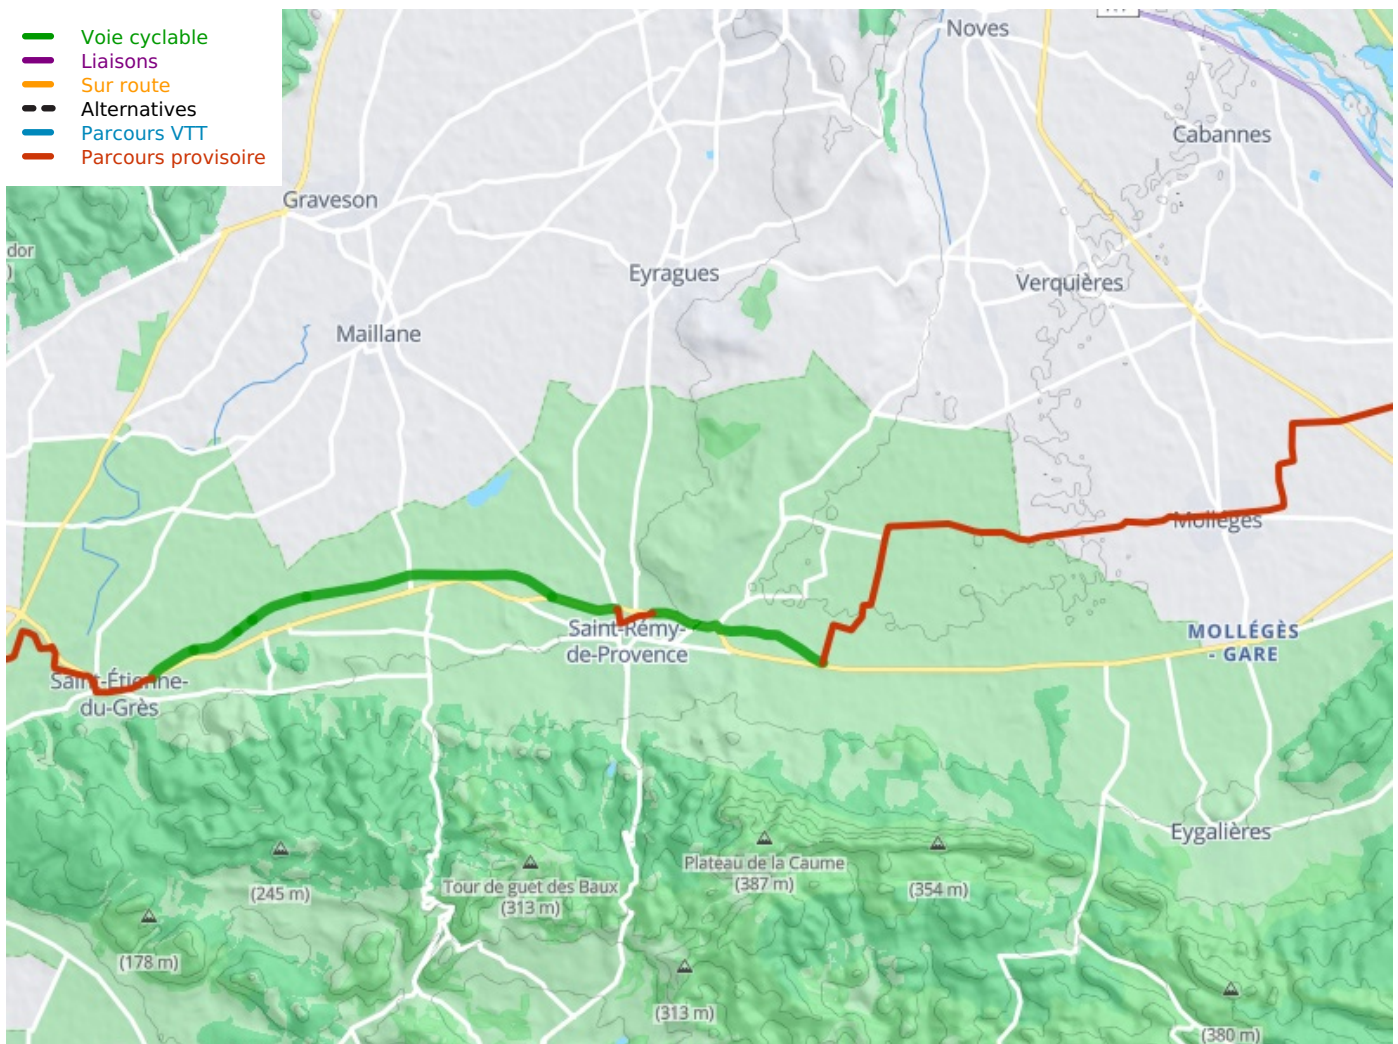 Voie cyclable
Liaisons
Sur route
Alternatives
Parcours VTT
Parcours provisoire
Noves
Cabannes
Graveson
dor
)
Eyragues
Verquières
Maillane
Mollégès
Saint-Rémy-
de-Provence
MOLLÉGÈS
- GARE
Saint-Étienne-
du-Grès
Eygalières
Plateau de la Caume
(387 m)
(354 m)
(245 m)
Tour de guet des Baux
(313 m)
(178 m)
(313 m)
(380 m)